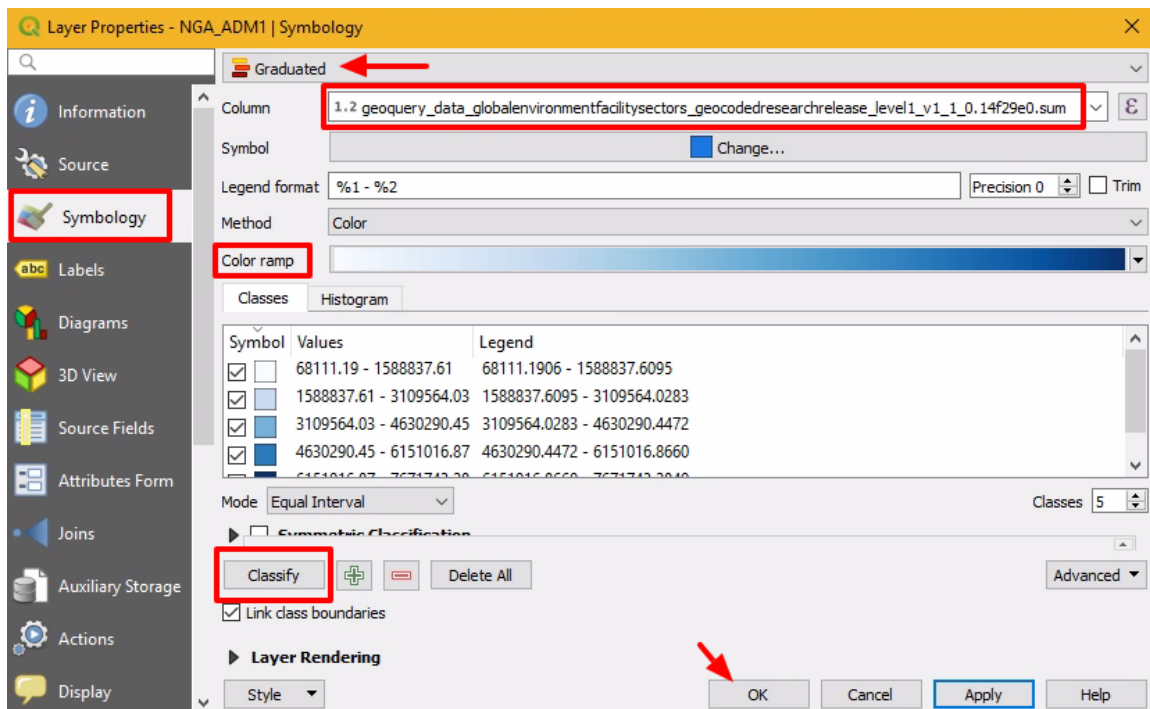 Layer Properties - NGA_ADM1 | Symbology
Information
Source
Symbology
Labels
Diagrams
3D View
Source Fields
Attributes Form
Joins
Auxiliary Storage
Actions
Display
Graduated
Column 1.2 geoquery_data_globalenvironmentfacilitysectors_geocodedresearchrelease_level1_v1_1_0.14f29e0.sum ε
Symbol Change...
Legend format %1 - %2 Precision 0 Trim
Method Color
Color ramp
Classes Histogram
Symbol Values Legend
68111.19 - 1588837.61 68111.1906 - 1588837.6095
1588837.61 - 3109564.03 1588837.6095 - 3109564.0283
3109564.03 - 4630290.45 3109564.0283 - 4630290.4472
4630290.45 - 6151016.87 4630290.4472 - 6151016.8660
Mode Equal Interval Classes 5
Symmetric Classification
Classify Delete All Advanced
Link class boundaries
Layer Rendering
Style OK Cancel Apply Help
abc